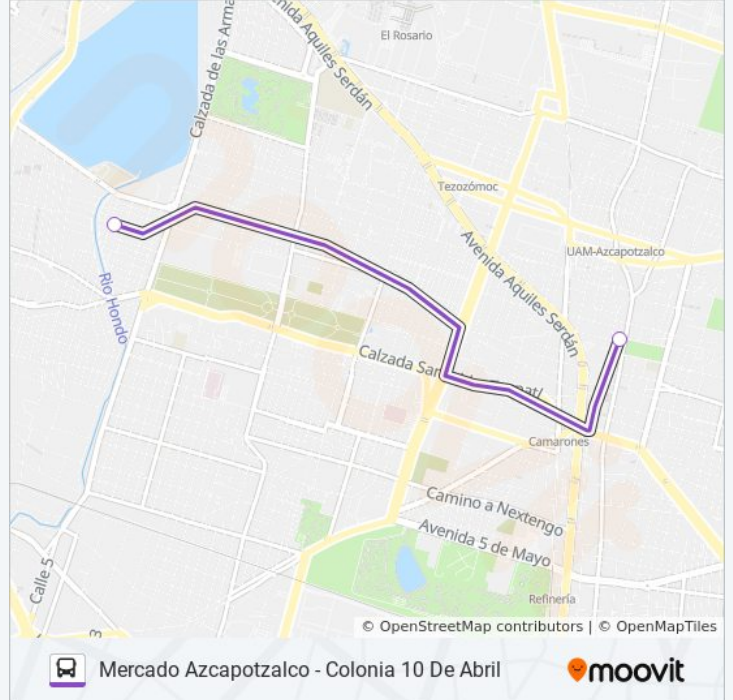 Avenida Aquiles Serdán
El Rosario
Calzada de las Arma
Tezozómoc
UAM-Azcapotzalco
Avenida Aquiles Serdán
Río Hondo
Calzada San
Camarones
Camino a Nextengo
Avenida 5 de Mayo
Calle 5
Refinería
3
© OpenStreetMap contributors | © OpenMapTiles
Mercado Azcapotzalco - Colonia 10 De Abril
moovit